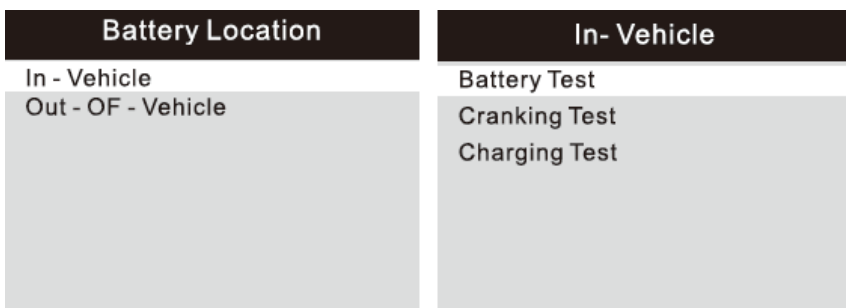 Battery Location
In - Vehicle
Out - OF - Vehicle
In- Vehicle
Battery Test
Cranking Test
Charging Test